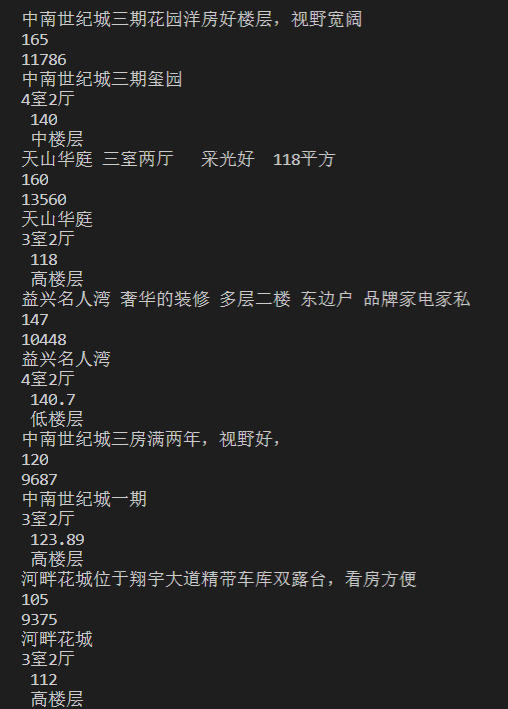 中南世纪城三期花园洋房好楼层，视野宽阔
165
11786
中南世纪城三期玺园
4室2厅
140
中楼层
天山华庭 三室两厅   采光好  118平方
160
13560
天山华庭
3室2厅
118
高楼层
益兴名人湾 奢华的装修 多层二楼 东边户 品牌家电家私
147
10448
益兴名人湾
4室2厅
140.7
低楼层
中南世纪城三房满两年，视野好，
120
9687
中南世纪城一期
3室2厅
123.89
高楼层
河畔花城位于翔宇大道精带车库双露台，看房方便
105
9375
河畔花城
3室2厅
112
高楼层